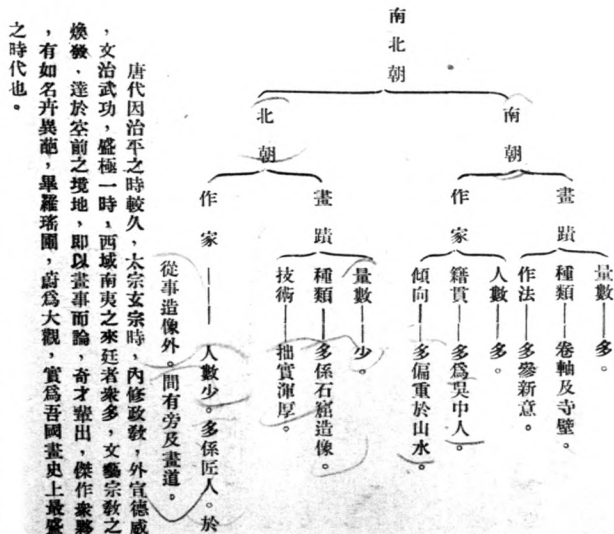 南北朝
南朝
畫蹟
量數——多。
種類——卷軸及寺壁。
作法——多參新意。
作家
人數——多。
籍貫——多爲吳中人。
傾向——多偏重於山水。
北朝
畫蹟
量數——少。
種類——多係石窟造像。
技術——拙實渾厚。
作家——人數少。多係匠人。於
從事造像外。間有旁及畫道。
唐代因治平之時較久，太宗玄宗時，內修政教，外宣德威
，文治武功，盛極一時，西域南夷之來廷者衆多，文藝宗教之
煥發，達於空前之境地，即以畫事而論，奇才輩出，傑作衆夥
，有如名卉異葩，畢羅瑤圃，蔚爲大觀，實爲吾國畫史上最盛
之時代也。